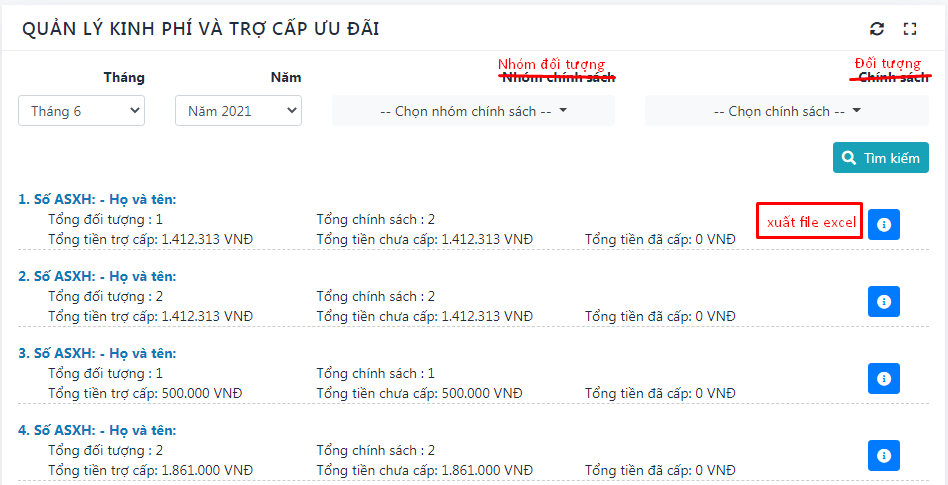 QUẢN LÝ KINH PHÍ VÀ TRỢ CẤP ƯU ĐÃI
Tháng
Năm
Nhóm đối tượng
Nhóm chính sách
Đối tượng
Chính sách
Tháng 6
Năm 2021
-- Chọn nhóm chính sách --
-- Chọn chính sách --
Tìm kiếm
1. Số ASXH: - Họ và tên:
Tổng đối tượng : 1
Tổng chính sách : 2
Tổng tiền trợ cấp: 1.412.313 VNĐ
Tổng tiền chưa cấp: 1.412.313 VNĐ
Tổng tiền đã cấp: 0 VNĐ
xuất file excel
2. Số ASXH: - Họ và tên:
Tổng đối tượng : 2
Tổng chính sách : 2
Tổng tiền trợ cấp: 1.412.313 VNĐ
Tổng tiền chưa cấp: 1.412.313 VNĐ
Tổng tiền đã cấp: 0 VNĐ
3. Số ASXH: - Họ và tên:
Tổng đối tượng : 1
Tổng chính sách : 1
Tổng tiền trợ cấp: 500.000 VNĐ
Tổng tiền chưa cấp: 500.000 VNĐ
Tổng tiền đã cấp: 0 VNĐ
4. Số ASXH: - Họ và tên:
Tổng đối tượng : 2
Tổng chính sách : 2
Tổng tiền trợ cấp: 1.861.000 VNĐ
Tổng tiền chưa cấp: 1.861.000 VNĐ
Tổng tiền đã cấp: 0 VNĐ